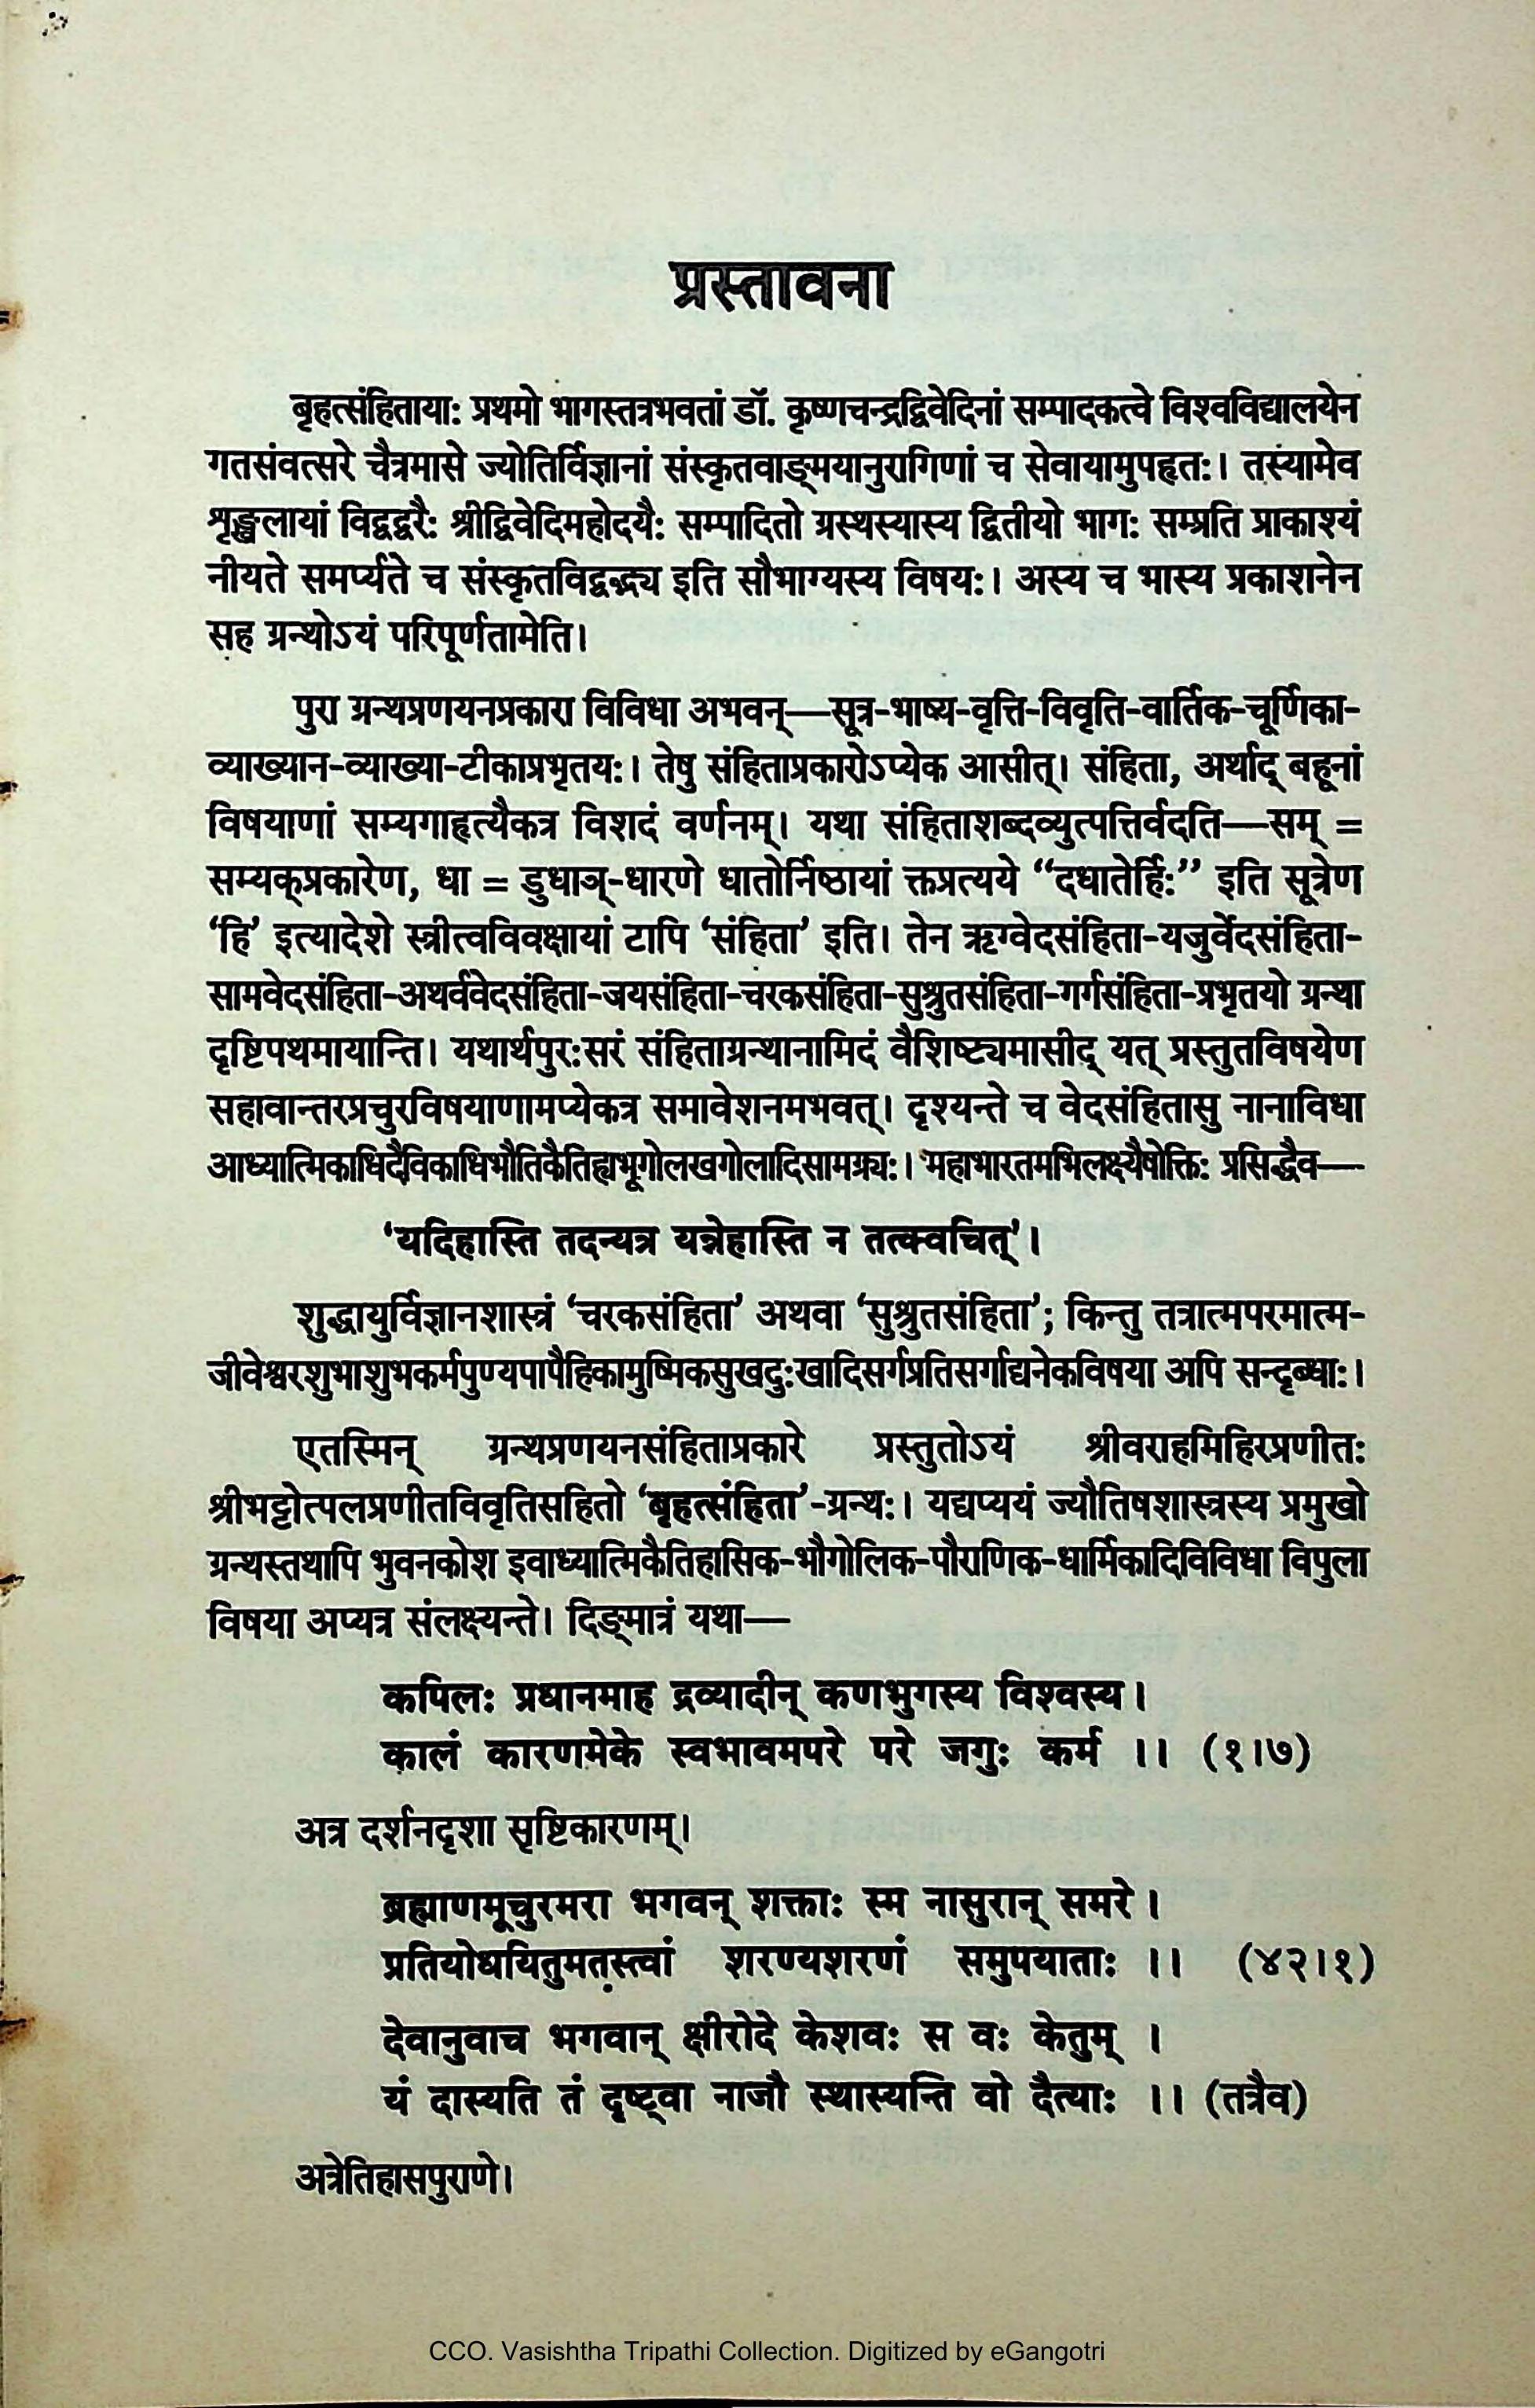 प्रस्तावना
बृहत्संहितायाः प्रथमो भागस्तत्रभवतां डॉ. कृष्णचन्द्रद्विवेदिनां सम्पादकत्वे विश्वविद्यालयेन
गतसंवत्सरे चैत्रमासे ज्योतिर्विज्ञानां संस्कृतवाङ्मयानुरागिणां च सेवायामुपहृतः। तस्यामेव
शृङ्खलायां विद्वद्वरैः श्रीद्विवेदिमहोदयैः सम्पादितो ग्रस्थस्यास्य द्वितीयो भागः सम्प्रति प्राकाश्यं
नीयते समर्प्यते च संस्कृतविद्वद्भ्य इति सौभाग्यस्य विषयः। अस्य च भास्य प्रकाशनेन
सह ग्रन्थोऽयं परिपूर्णतामेति।
पुरा ग्रन्थप्रणयनप्रकारा विविधा अभवन्—सूत्र-भाष्य-वृत्ति-विवृति-वार्तिक-चूर्णिका-
व्याख्यान-व्याख्या-टीकाप्रभृतयः। तेषु संहिताप्रकारोऽप्येक आसीत्। संहिता, अर्थाद् बहूनां
विषयाणां सम्यगाहृत्यैकत्र विशदं वर्णनम्। यथा संहिताशब्दव्युत्पत्तिर्वदति—सम् =
सम्यक्प्रकारेण, धा = डुधाञ्-धारणे धातोर्निष्ठायां क्तप्रत्यये “दधातेर्हिः” इति सूत्रेण
‘हि’ इत्यादेशे स्त्रीत्वविवक्षायां टापि ‘संहिता’ इति। तेन ऋग्वेदसंहिता-यजुर्वेदसंहिता-
सामवेदसंहिता-अथर्ववेदसंहिता-जयसंहिता-चरकसंहिता-सुश्रुतसंहिता-गर्गसंहिता-प्रभृतयो ग्रन्था
दृष्टिपथमायान्ति। यथार्थपुरःसरं संहिताग्रन्थानामिदं वैशिष्ट्यमासीद् यत् प्रस्तुतविषयेण
सहावान्तरप्रचुरविषयाणामप्येकत्र समावेशनमभवत्। दृश्यन्ते च वेदसंहितासु नानाविधा
आध्यात्मिकाधिदैविकाधिभौतिकैतिह्यभूगोलखगोलादिसामग्र्यः। महाभारतमभिलक्ष्यैषोक्तिः प्रसिद्धैव—
‘यदिहास्ति तदन्यत्र यन्नेहास्ति न तत्क्वचित्’।
शुद्धायुर्विज्ञानशास्त्रं ‘चरकसंहिता’ अथवा ‘सुश्रुतसंहिता’; किन्तु तत्रात्मपरमात्म-
जीवेश्वरशुभाशुभकर्मपुण्यपापैहिकामुष्मिकसुखदुःखादिसर्गप्रतिसर्गाद्यनेकविषया अपि सन्दृब्धाः।
एतस्मिन् ग्रन्थप्रणयनसंहिताप्रकारे प्रस्तुतोऽयं श्रीवराहमिहिरप्रणीतः
श्रीभट्टोत्पलप्रणीतविवृतिसहितो ‘बृहत्संहिता’-ग्रन्थः। यद्यप्ययं ज्यौतिषशास्त्रस्य प्रमुखो
ग्रन्थस्तथापि भुवनकोश इवाध्यात्मिकैतिहासिक-भौगोलिक-पौराणिक-धार्मिकादिविविधा विपुला
विषया अप्यत्र संलक्ष्यन्ते। दिङ्मात्रं यथा—
कपिलः प्रधानमाह द्रव्यादीन् कणभुगस्य विश्वस्य।
कालं कारणमेके स्वभावमपरे परे जगुः कर्म ।। (१।७)
अत्र दर्शनदृशा सृष्टिकारणम्।
ब्रह्माणमूचुरमरा भगवन् शक्ताः स्म नासुरान् समरे।
प्रतियोधयितुमतस्त्वां शरण्यशरणं समुपयाताः ।। (४२।१)
देवानुवाच भगवान् क्षीरोदे केशवः स वः केतुम् ।
यं दास्यति तं दृष्ट्वा नाजौ स्थास्यन्ति वो दैत्याः ।। (तत्रैव)
अत्रेतिहासपुराणे।
CCO. Vasishtha Tripathi Collection. Digitized by eGangotri